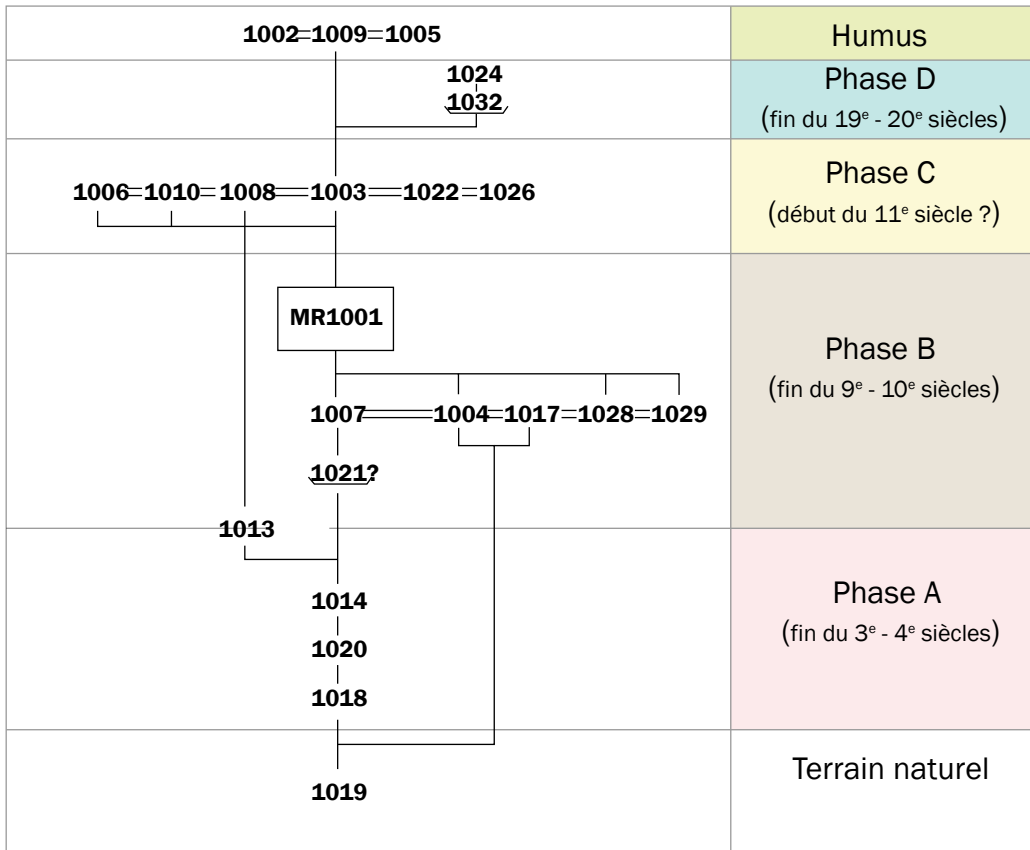 1002=1009=1005
Humus
1024
1032
Phase D
(fin du 19e - 20e siècles)
1006=1010=1008=1003=1022=1026
Phase C
(début du 11e siècle ?)
MR1001
Phase B
(fin du 9e - 10e siècles)
1007=1004=1017=1028=1029
1021?
1013
1014
1020
1018
Phase A
(fin du 3e - 4e siècles)
1019
Terrain naturel